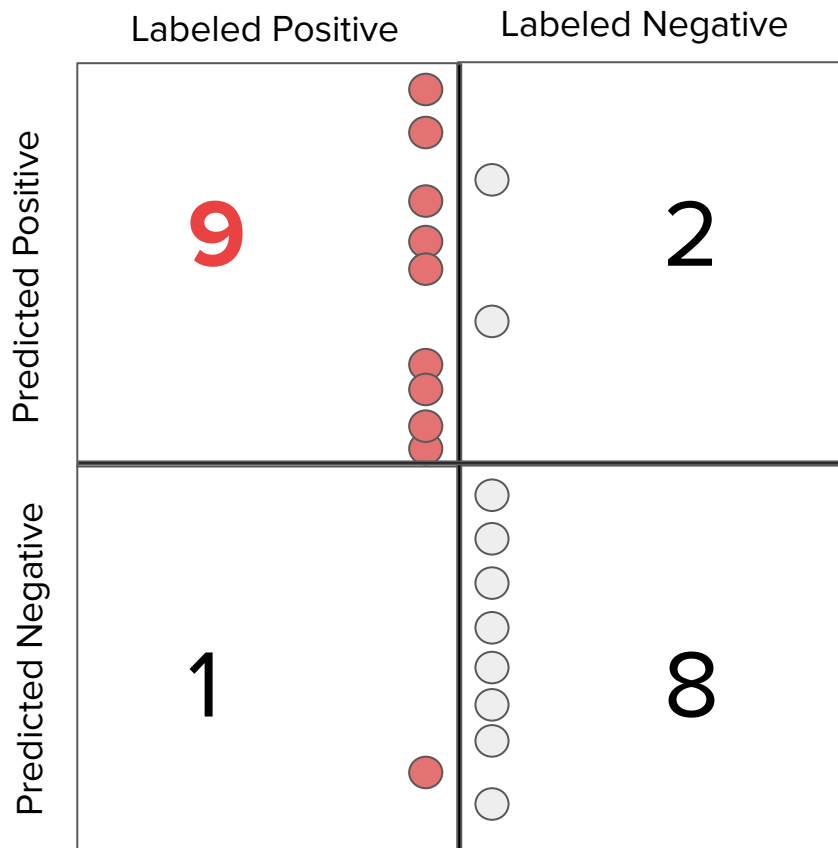 Labeled Positive
Labeled Negative
Predicted Positive
9
2
Predicted Negative
1
8